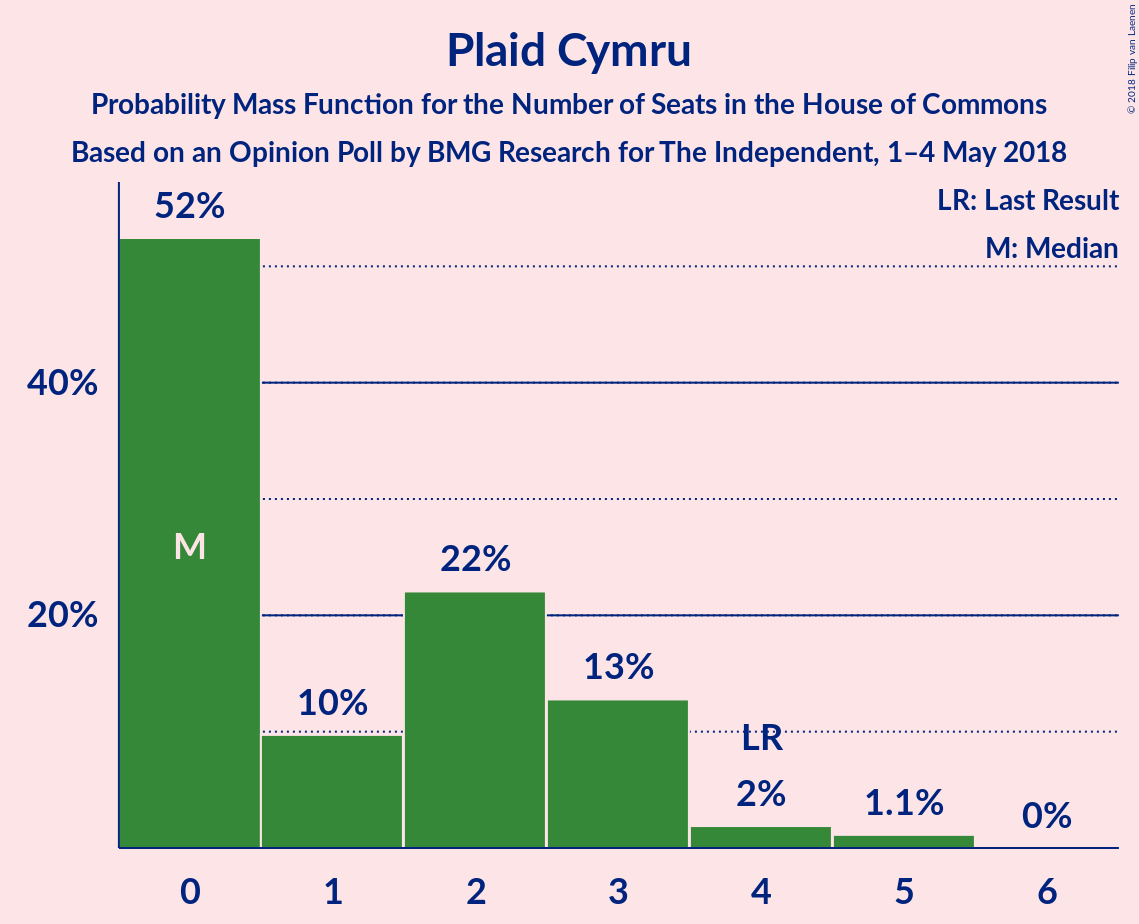 Plaid Cymru
Probability Mass Function for the Number of Seats in the House of Commons
Based on an Opinion Poll by BMG Research for The Independent, 1–4 May 2018
© 2018 Filip van Laenen
LR: Last Result
M: Median
52%
40%
20%
M
10%
22%
13%
LR
2%
1.1%
0%
0 1 2 3 4 5 6